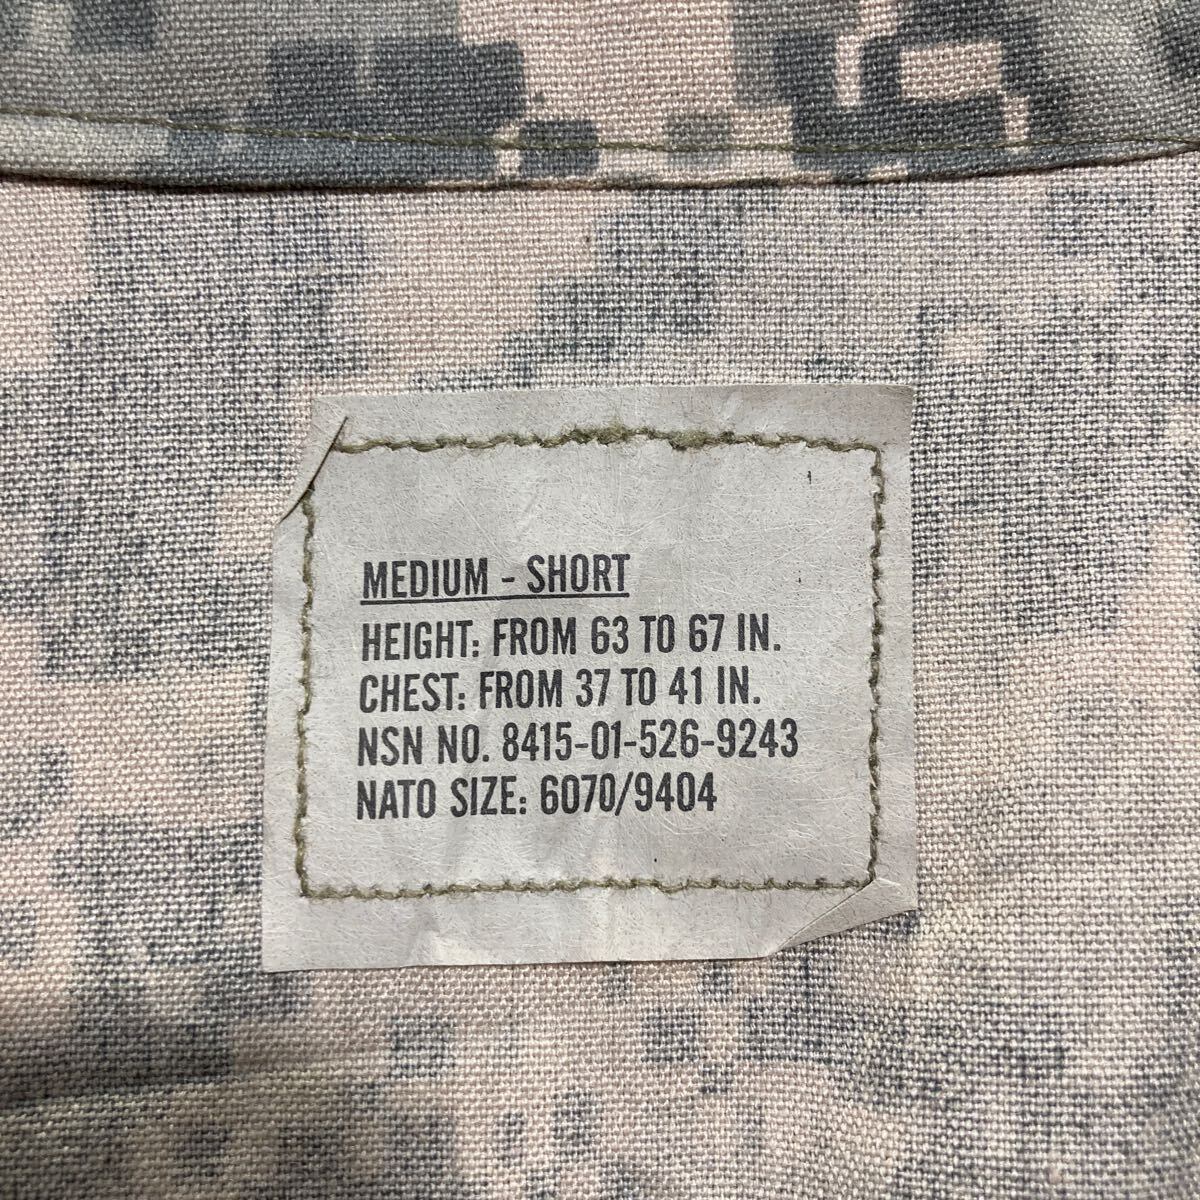 MEDIUM - SHORT
HEIGHT: FROM 63 TO 67 IN.
CHEST: FROM 37 TO 41 IN.
NSN NO. 8415-01-526-9243
NATO SIZE: 6070/9404